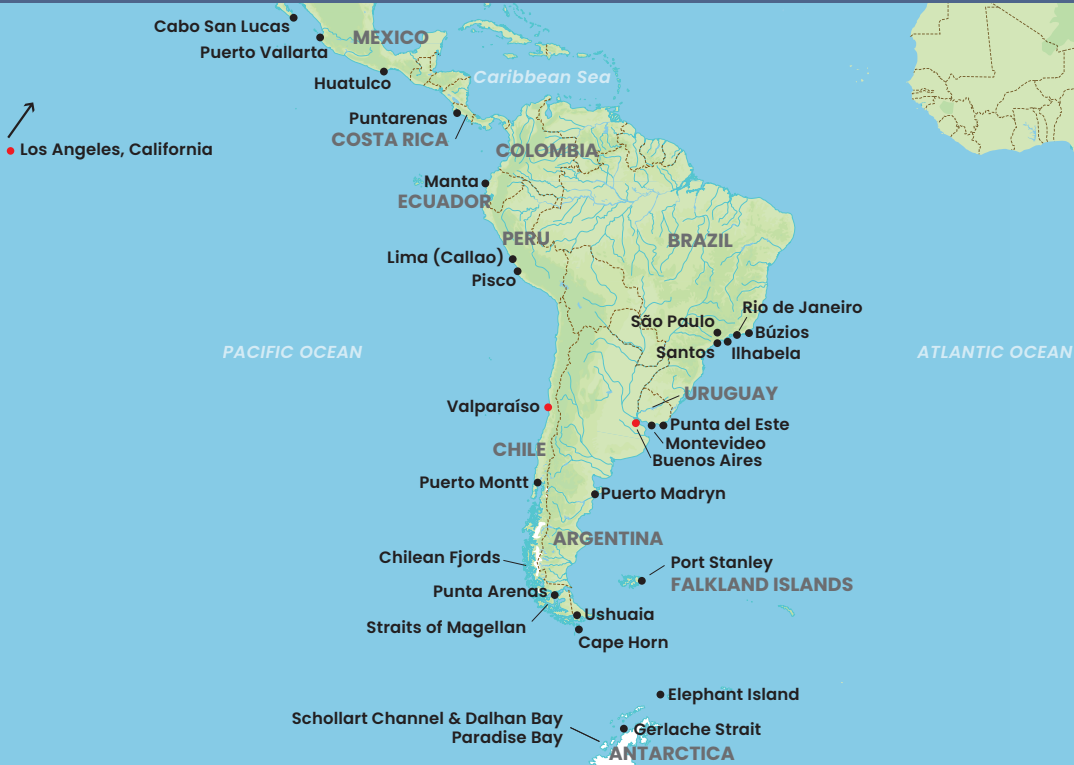 Cabo San Lucas
MEXICO
Puerto Vallarta
Caribbean Sea
Huatulco
Puntarenas
COSTA RICA
Los Angeles, California
COLOMBIA
Manta
ECUADOR
PERU
BRAZIL
Lima (Callao)
Pisco
Rio de Janeiro
São Paulo
Búzios
Santos
Ilhabela
PACIFIC OCEAN
ATLANTIC OCEAN
URUGUAY
Valparaíso
Punta del Este
Montevideo
CHILE
Buenos Aires
Puerto Montt
Puerto Madryn
ARGENTINA
Chilean Fjords
Port Stanley
FALKLAND ISLANDS
Punta Arenas
Ushuaia
Straits of Magellan
Cape Horn
Elephant Island
Schollart Channel & Dalhan Bay
Paradise Bay
Gerlache Strait
ANTARCTICA